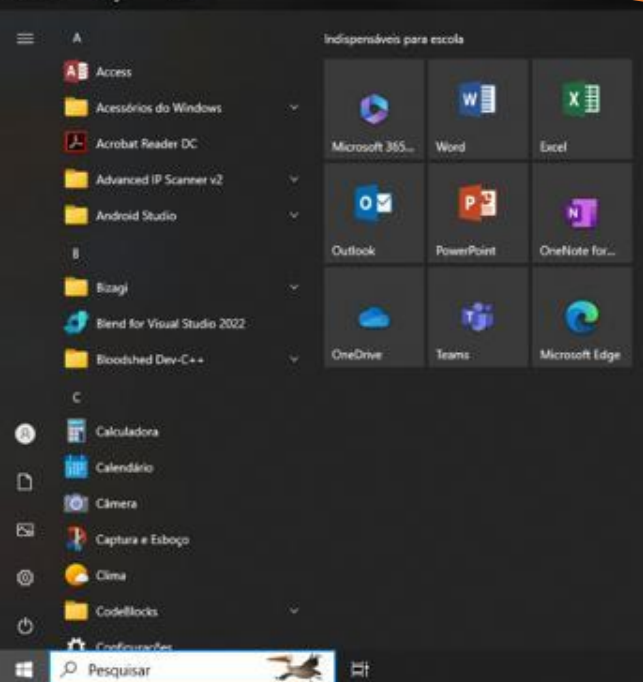 A
Access
Acessórios do Windows
Acrobat Reader DC
Advanced IP Scanner v2
Android Studio
B
Bizagi
Blend for Visual Studio 2022
Bloodshed Dev-C++
C
Calculadora
Calendário
Câmera
Captura e Esboço
Clima
CodeBlocks
Configurações
Pesquisar
Indispensáveis para escola
Microsoft 365...
Word
Excel
Outlook
PowerPoint
OneNote for...
OneDrive
Teams
Microsoft Edge